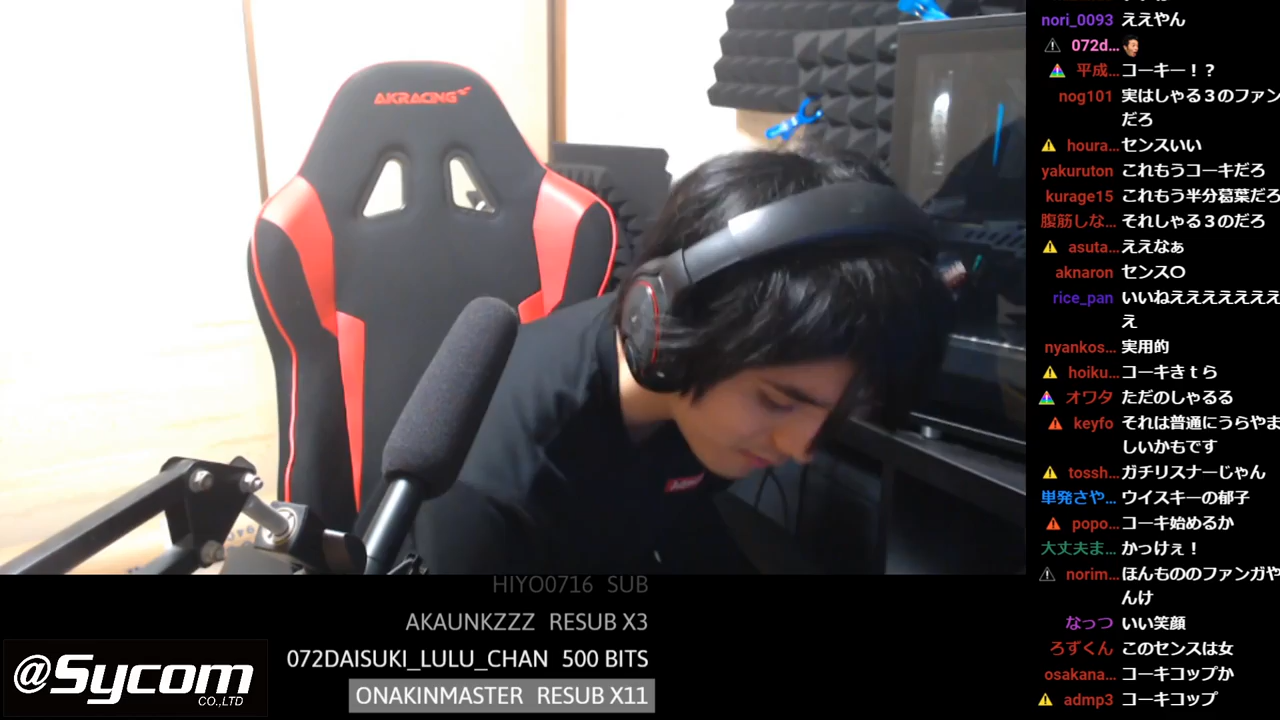 AKRACING
nori_0093 ええやん
072d...
平成... コーキー！？
nog101 実はしゃる３のファン
だろ
houra... センスいい
yakuruton これもうコーキだろ
kurage15 これもう半分葛葉だろ
腹筋しな... それしゃる３のだろ
asuta... ええなぁ
aknaron センス〇
rice_pan いいねえええええええ
え
nyankos... 実用的
hoiku... コーキきｔら
オワタ ただのしゃるる
keyfo それは普通にうらやま
しいかもです
tossh... ガチリスナーじゃん
単発さや... ウイスキーの郁子
popo... コーキ始めるか
大丈夫ま... かっけぇ！
norim... ほんもののファンガや
んけ
なっつ いい笑顔
ろずくん このセンスは女
osakana... コーキコップか
admp3 コーキコップ
HIYO0716 SUB
AKAUNKZZZ RESUB X3
072DAISUKI_LULU_CHAN 500 BITS
ONAKINMASTER RESUB X11
@Sycom
CO.,LTD